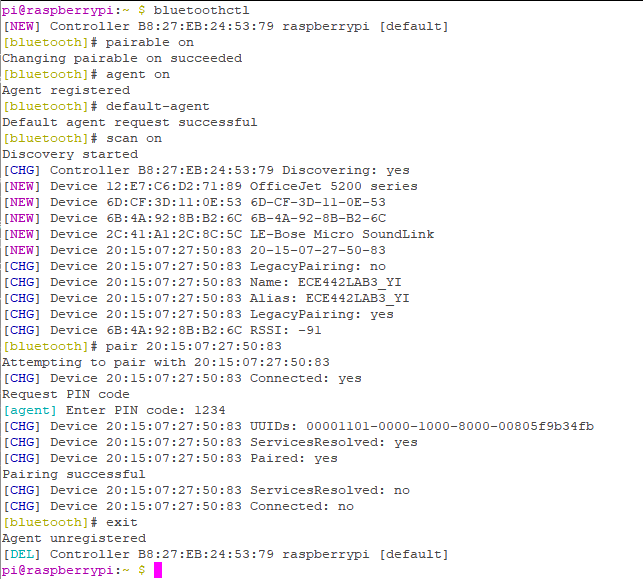 pi@raspberrypi:~ $ bluetoothctl
[NEW] Controller B8:27:EB:24:53:79 raspberrypi [default]
[bluetooth]# pairable on
Changing pairable on succeeded
[bluetooth]# agent on
Agent registered
[bluetooth]# default-agent
Default agent request successful
[bluetooth]# scan on
Discovery started
[CHG] Controller B8:27:EB:24:53:79 Discovering: yes
[NEW] Device 12:E7:C6:D2:71:89 OfficeJet 5200 series
[NEW] Device 6D:CF:3D:11:0E:53 6D-CF-3D-11-0E-53
[NEW] Device 6B:4A:92:8B:B2:6C 6B-4A-92-8B-B2-6C
[NEW] Device 2C:41:A1:2C:8C:5C LE-Bose Micro SoundLink
[NEW] Device 20:15:07:27:50:83 20-15-07-27-50-83
[CHG] Device 20:15:07:27:50:83 LegacyPairing: no
[CHG] Device 20:15:07:27:50:83 Name: ECE442LAB3_YI
[CHG] Device 20:15:07:27:50:83 Alias: ECE442LAB3_YI
[CHG] Device 20:15:07:27:50:83 LegacyPairing: yes
[CHG] Device 6B:4A:92:8B:B2:6C RSSI: -91
[bluetooth]# pair 20:15:07:27:50:83
Attempting to pair with 20:15:07:27:50:83
[CHG] Device 20:15:07:27:50:83 Connected: yes
Request PIN code
[agent] Enter PIN code: 1234
[CHG] Device 20:15:07:27:50:83 UUIDs: 00001101-0000-1000-8000-00805f9b34fb
[CHG] Device 20:15:07:27:50:83 ServicesResolved: yes
[CHG] Device 20:15:07:27:50:83 Paired: yes
Pairing successful
[CHG] Device 20:15:07:27:50:83 ServicesResolved: no
[CHG] Device 20:15:07:27:50:83 Connected: no
[bluetooth]# exit
Agent unregistered
[DEL] Controller B8:27:EB:24:53:79 raspberrypi [default]
pi@raspberrypi:~ $